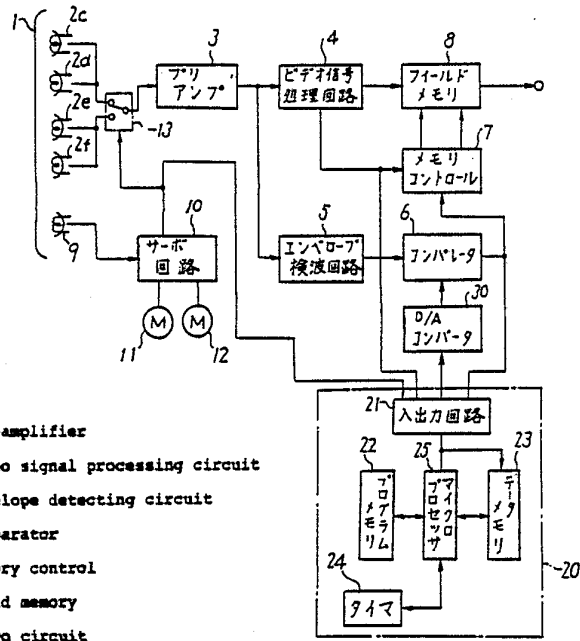 1
2c
2d
2e
2f
9
13
3
プリ
アンプ
4
ビデオ信号
処理回路
8
フィールド
メモリ
7
メモリ
コントロール
10
サーボ
回路
M
M
11
12
5
エンベロープ
検波回路
6
コンパレータ
30
D/A
コンバータ
21
入出力回路
22
プログラム
メモリ
25
マイクロ
プロセッサ
23
データ
メモリ
24
タイマ
20
amplifier
o signal processing circuit
elope detecting circuit
arator
ry control
d memory
o circuit